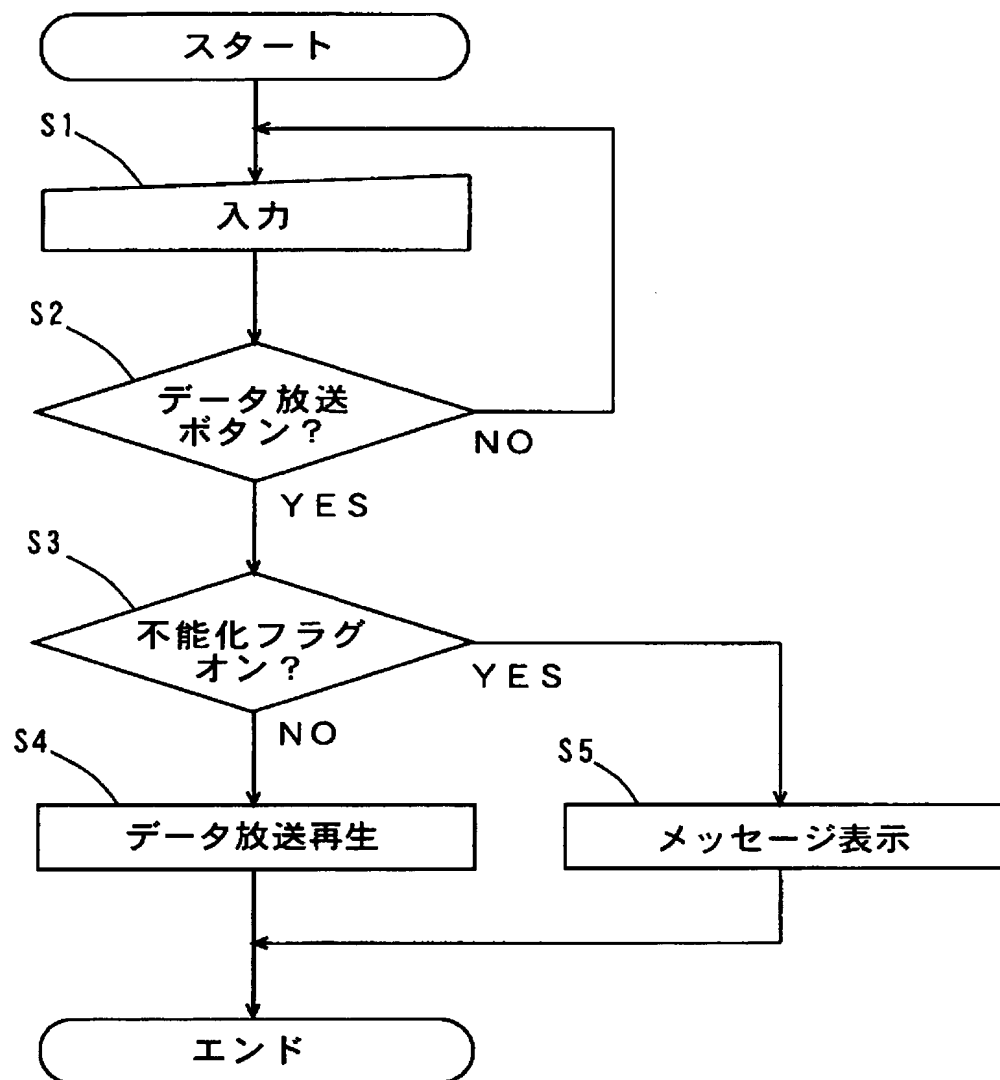 スタート
S1
入力
S2
データ放送
ボタン？
NO
YES
S3
不能化フラグ
オン？
YES
NO
S4
データ放送再生
S5
メッセージ表示
エンド